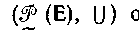 (𝒫 (E), ∪) o